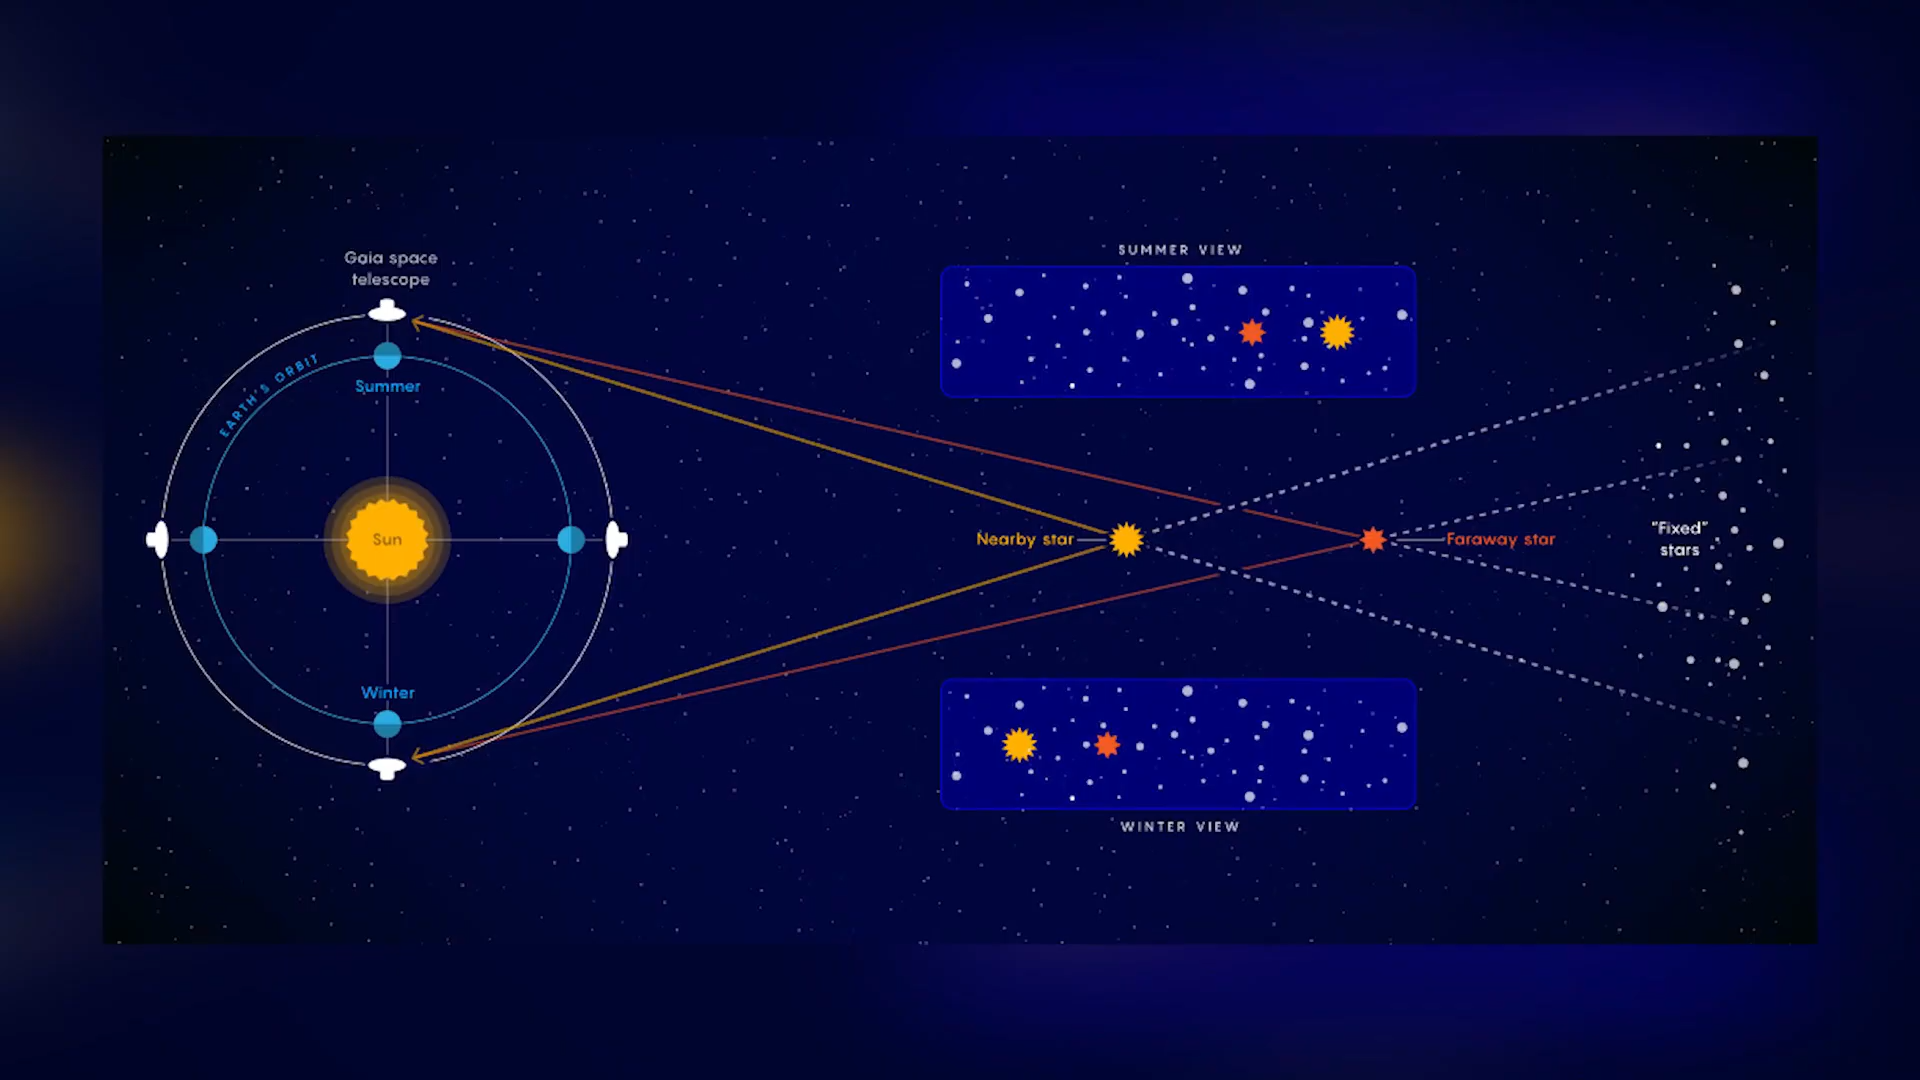 Gaia space
telescope
EARTH'S ORBIT
Summer
Sun
Winter
SUMMER VIEW
Nearby star
Faraway star
"Fixed"
stars
WINTER VIEW